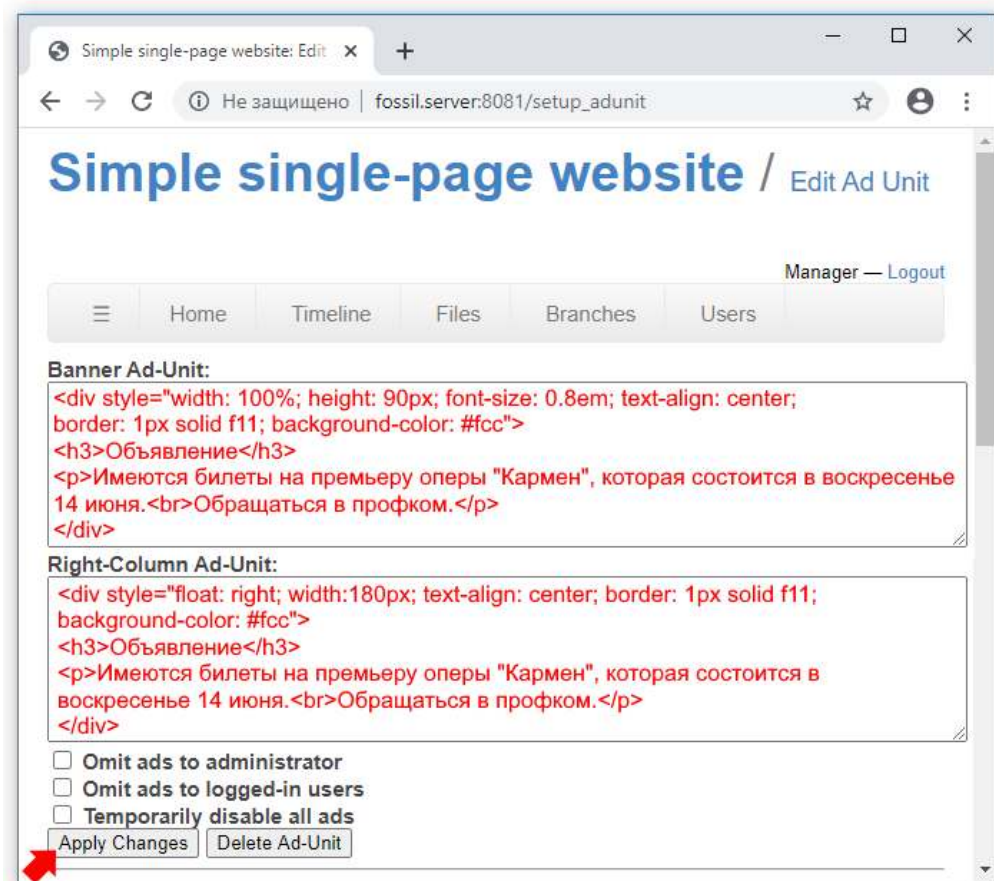 Simple single-page website: Edit
Не защищено | fossil.server:8081/setup_adunit
Simple single-page website / Edit Ad Unit
Manager — Logout
☰ Home Timeline Files Branches Users
Banner Ad-Unit:
<div style="width: 100%; height: 90px; font-size: 0.8em; text-align: center;
border: 1px solid f11; background-color: #fcc">
<h3>Объявление</h3>
<p>Имеются билеты на премьеру оперы "Кармен", которая состоится в воскресенье
14 июня.<br>Обращаться в профком.</p>
</div>
Right-Column Ad-Unit:
<div style="float: right; width:180px; text-align: center; border: 1px solid f11;
background-color: #fcc">
<h3>Объявление</h3>
<p>Имеются билеты на премьеру оперы "Кармен", которая состоится в
воскресенье 14 июня.<br>Обращаться в профком.</p>
</div>
Omit ads to administrator
Omit ads to logged-in users
Temporarily disable all ads
Apply Changes Delete Ad-Unit